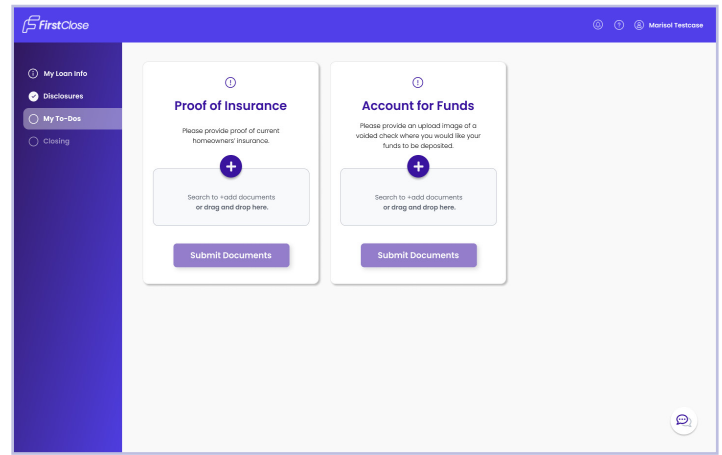 FirstClose
Marisol Testcase
My Loan Info
Disclosures
My To-Dos
Closing
Proof of Insurance
Please provide proof of current
homeowners' insurance.
Search to +add documents
or drag and drop here.
Submit Documents
Account for Funds
Please provide an upload image of a
voided check where you would like your
funds to be deposited.
Search to +add documents
or drag and drop here.
Submit Documents